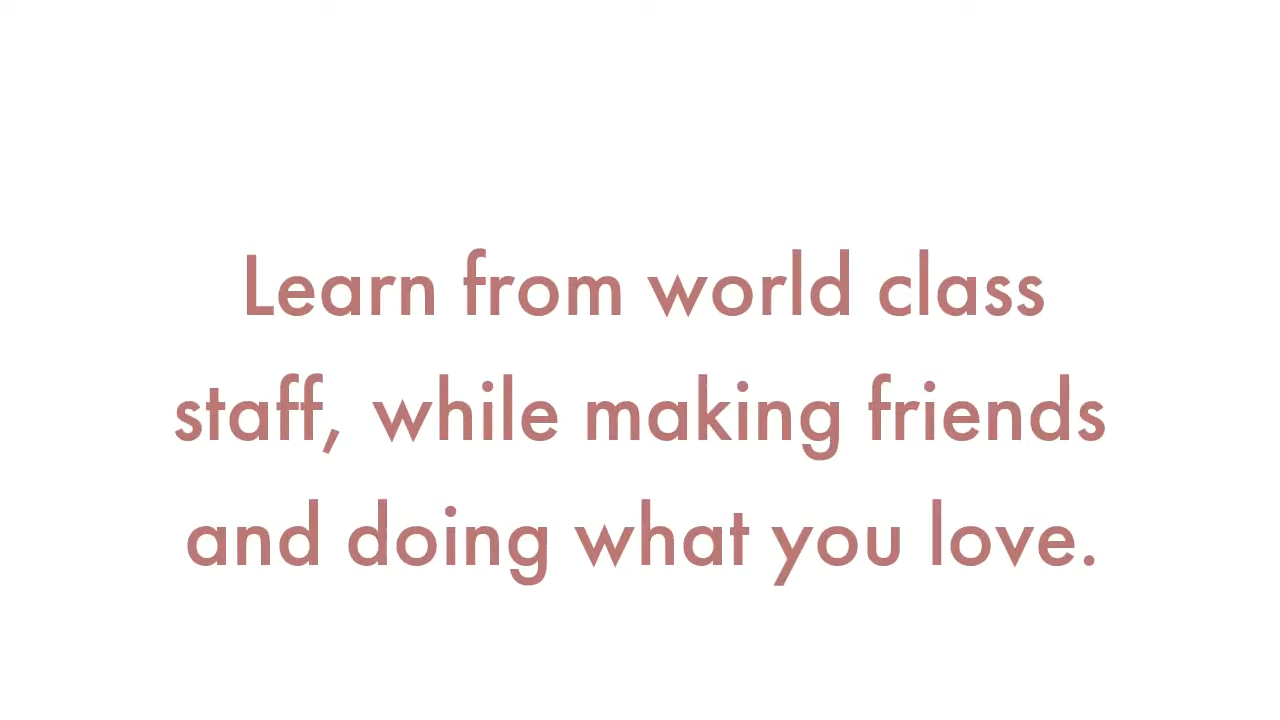 Learn from world class
staff, while making friends
and doing what you love.